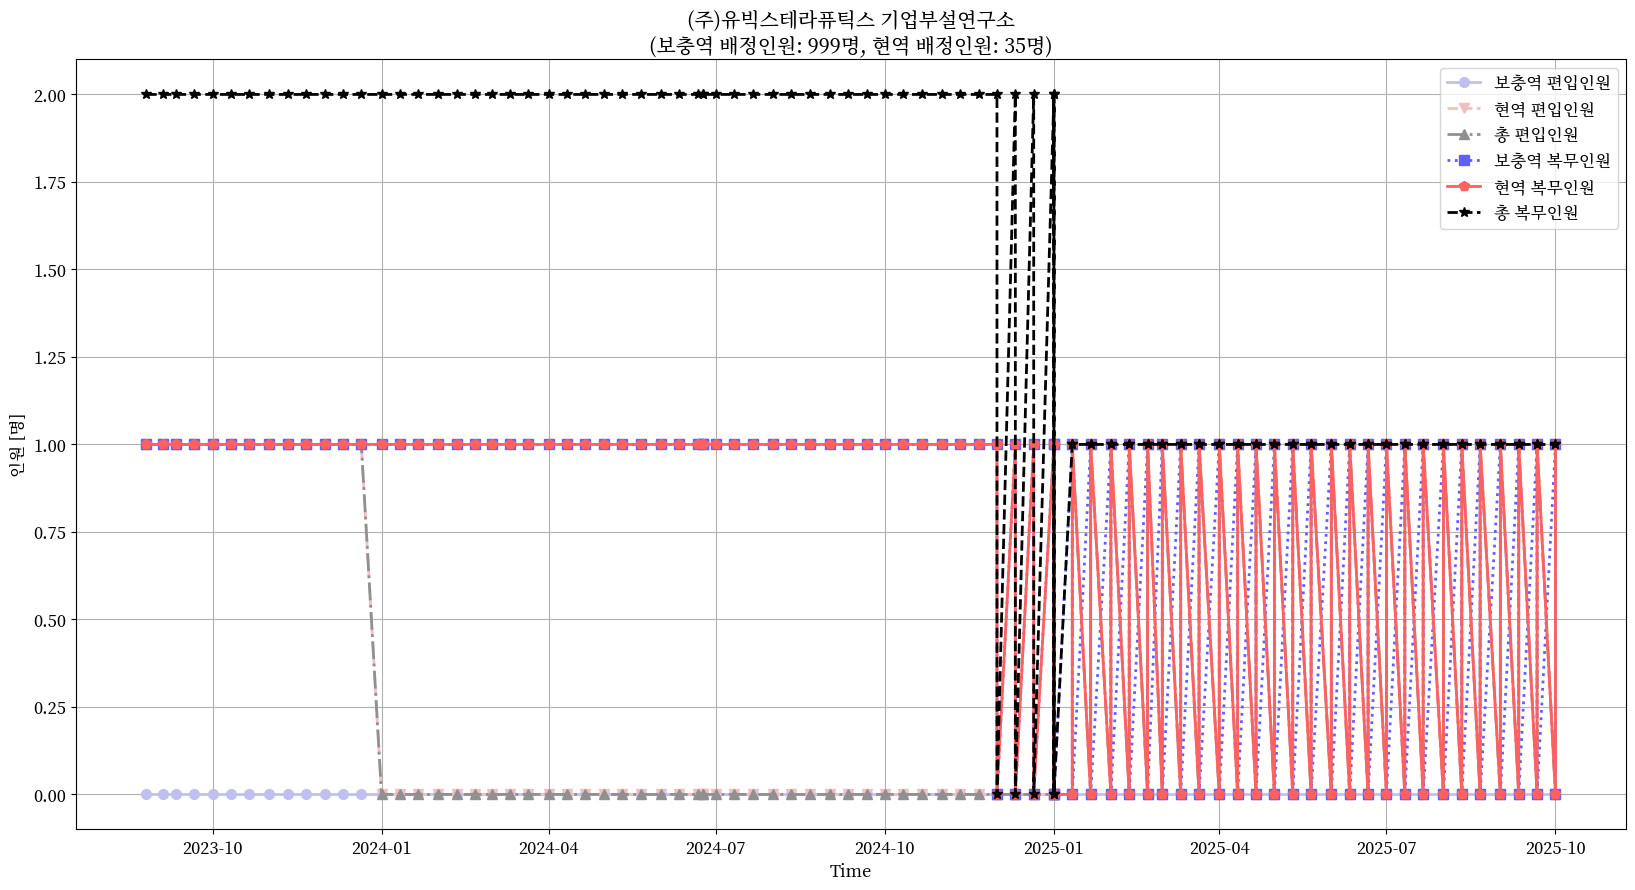 (주)유빅스테라퓨틱스 기업부설연구소
(보충역 배정인원: 999명, 현역 배정인원: 35명)
보충역 편입인원
현역 편입인원
총 편입인원
보충역 복무인원
현역 복무인원
총 복무인원
인원 [명]
2.00
1.75
1.50
1.25
1.00
0.75
0.50
0.25
0.00
2023-10 2024-01 2024-04 2024-07 2024-10 2025-01 2025-04 2025-07 2025-10
Time